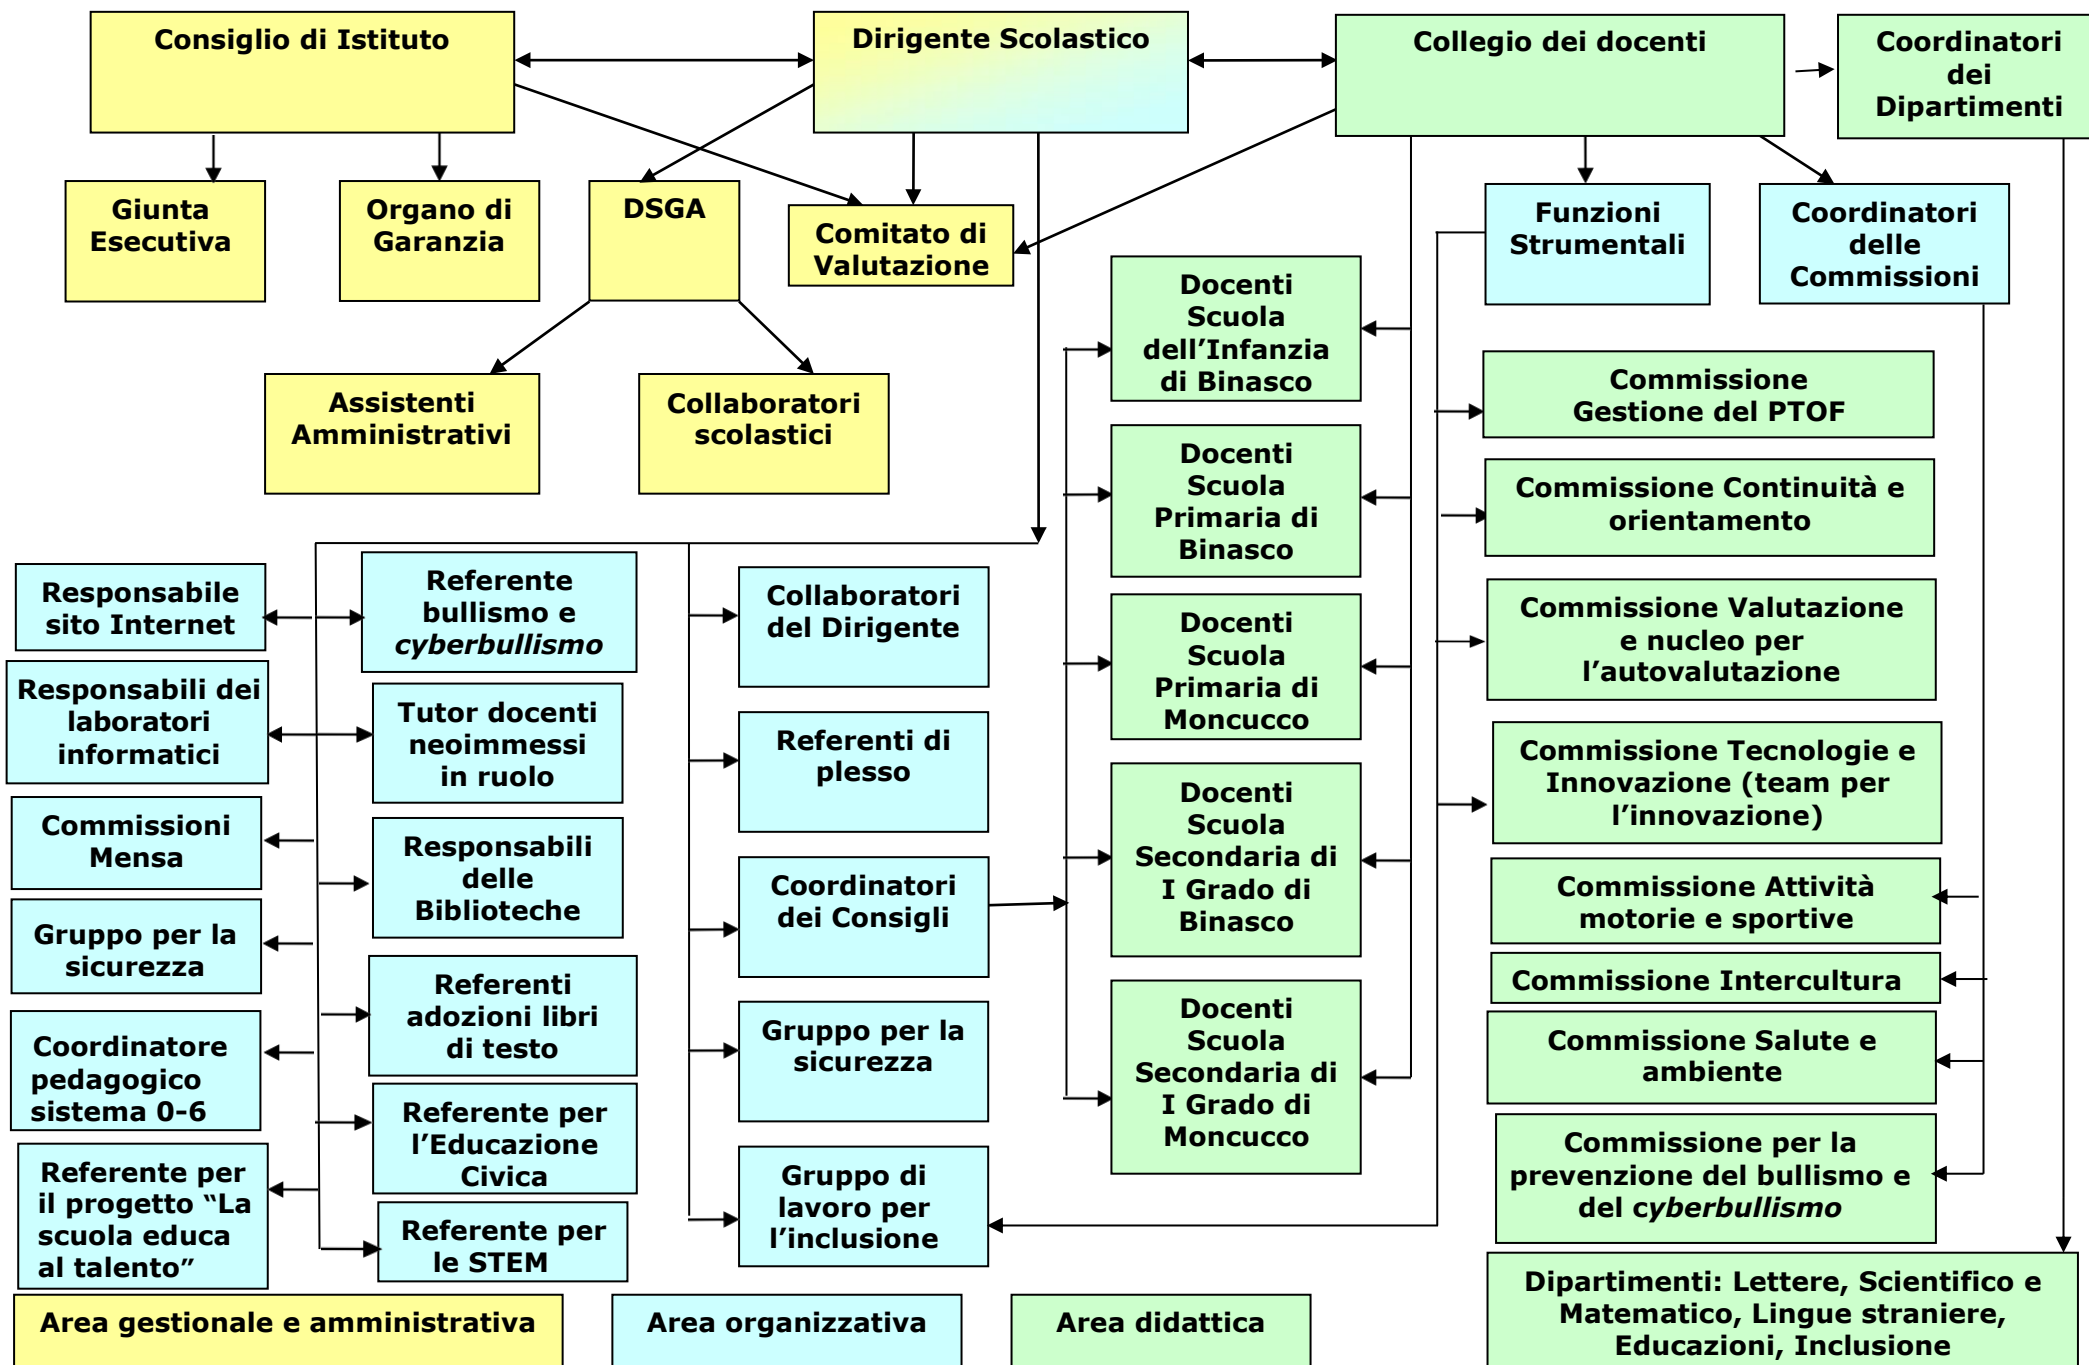 Consiglio di Istituto
Dirigente Scolastico
Collegio dei docenti
Coordinatori
dei
Dipartimenti
Giunta
Esecutiva
Organo di
Garanzia
DSGA
Comitato di
Valutazione
Funzioni
Strumentali
Coordinatori
delle
Commissioni
Assistenti
Amministrativi
Collaboratori
scolastici
Docenti
Scuola
dell’Infanzia
di Binasco
Docenti
Scuola
Primaria di
Binasco
Docenti
Scuola
Primaria di
Moncucco
Docenti
Scuola
Secondaria di
I Grado di
Binasco
Docenti
Scuola
Secondaria di
I Grado di
Moncucco
Commissione
Gestione del PTOF
Commissione Continuità e
orientamento
Commissione Valutazione
e nucleo per
l’autovalutazione
Commissione Tecnologie e
Innovazione (team per
l’innovazione)
Commissione Attività
motorie e sportive
Commissione Intercultura
Commissione Salute e
ambiente
Commissione per la
prevenzione del bullismo e
del cyberbullismo
Dipartimenti: Lettere, Scientifico e
Matematico, Lingue straniere,
Educazioni, Inclusione
Responsabile
sito Internet
Responsabili dei
laboratori
informatici
Commissioni
Mensa
Gruppo per la
sicurezza
Coordinatore
pedagogico
sistema 0-6
Referente per
il progetto “La
scuola educa
al talento”
Referente
bullismo e
cyberbullismo
Tutor docenti
neoimmessi
in ruolo
Responsabili
delle
Biblioteche
Referenti
adozioni libri
di testo
Referente per
l’Educazione
Civica
Referente per
le STEM
Collaboratori
del Dirigente
Referenti di
plesso
Coordinatori
dei Consigli
Gruppo per la
sicurezza
Gruppo di
lavoro per
l’inclusione
Area gestionale e amministrativa
Area organizzativa
Area didattica